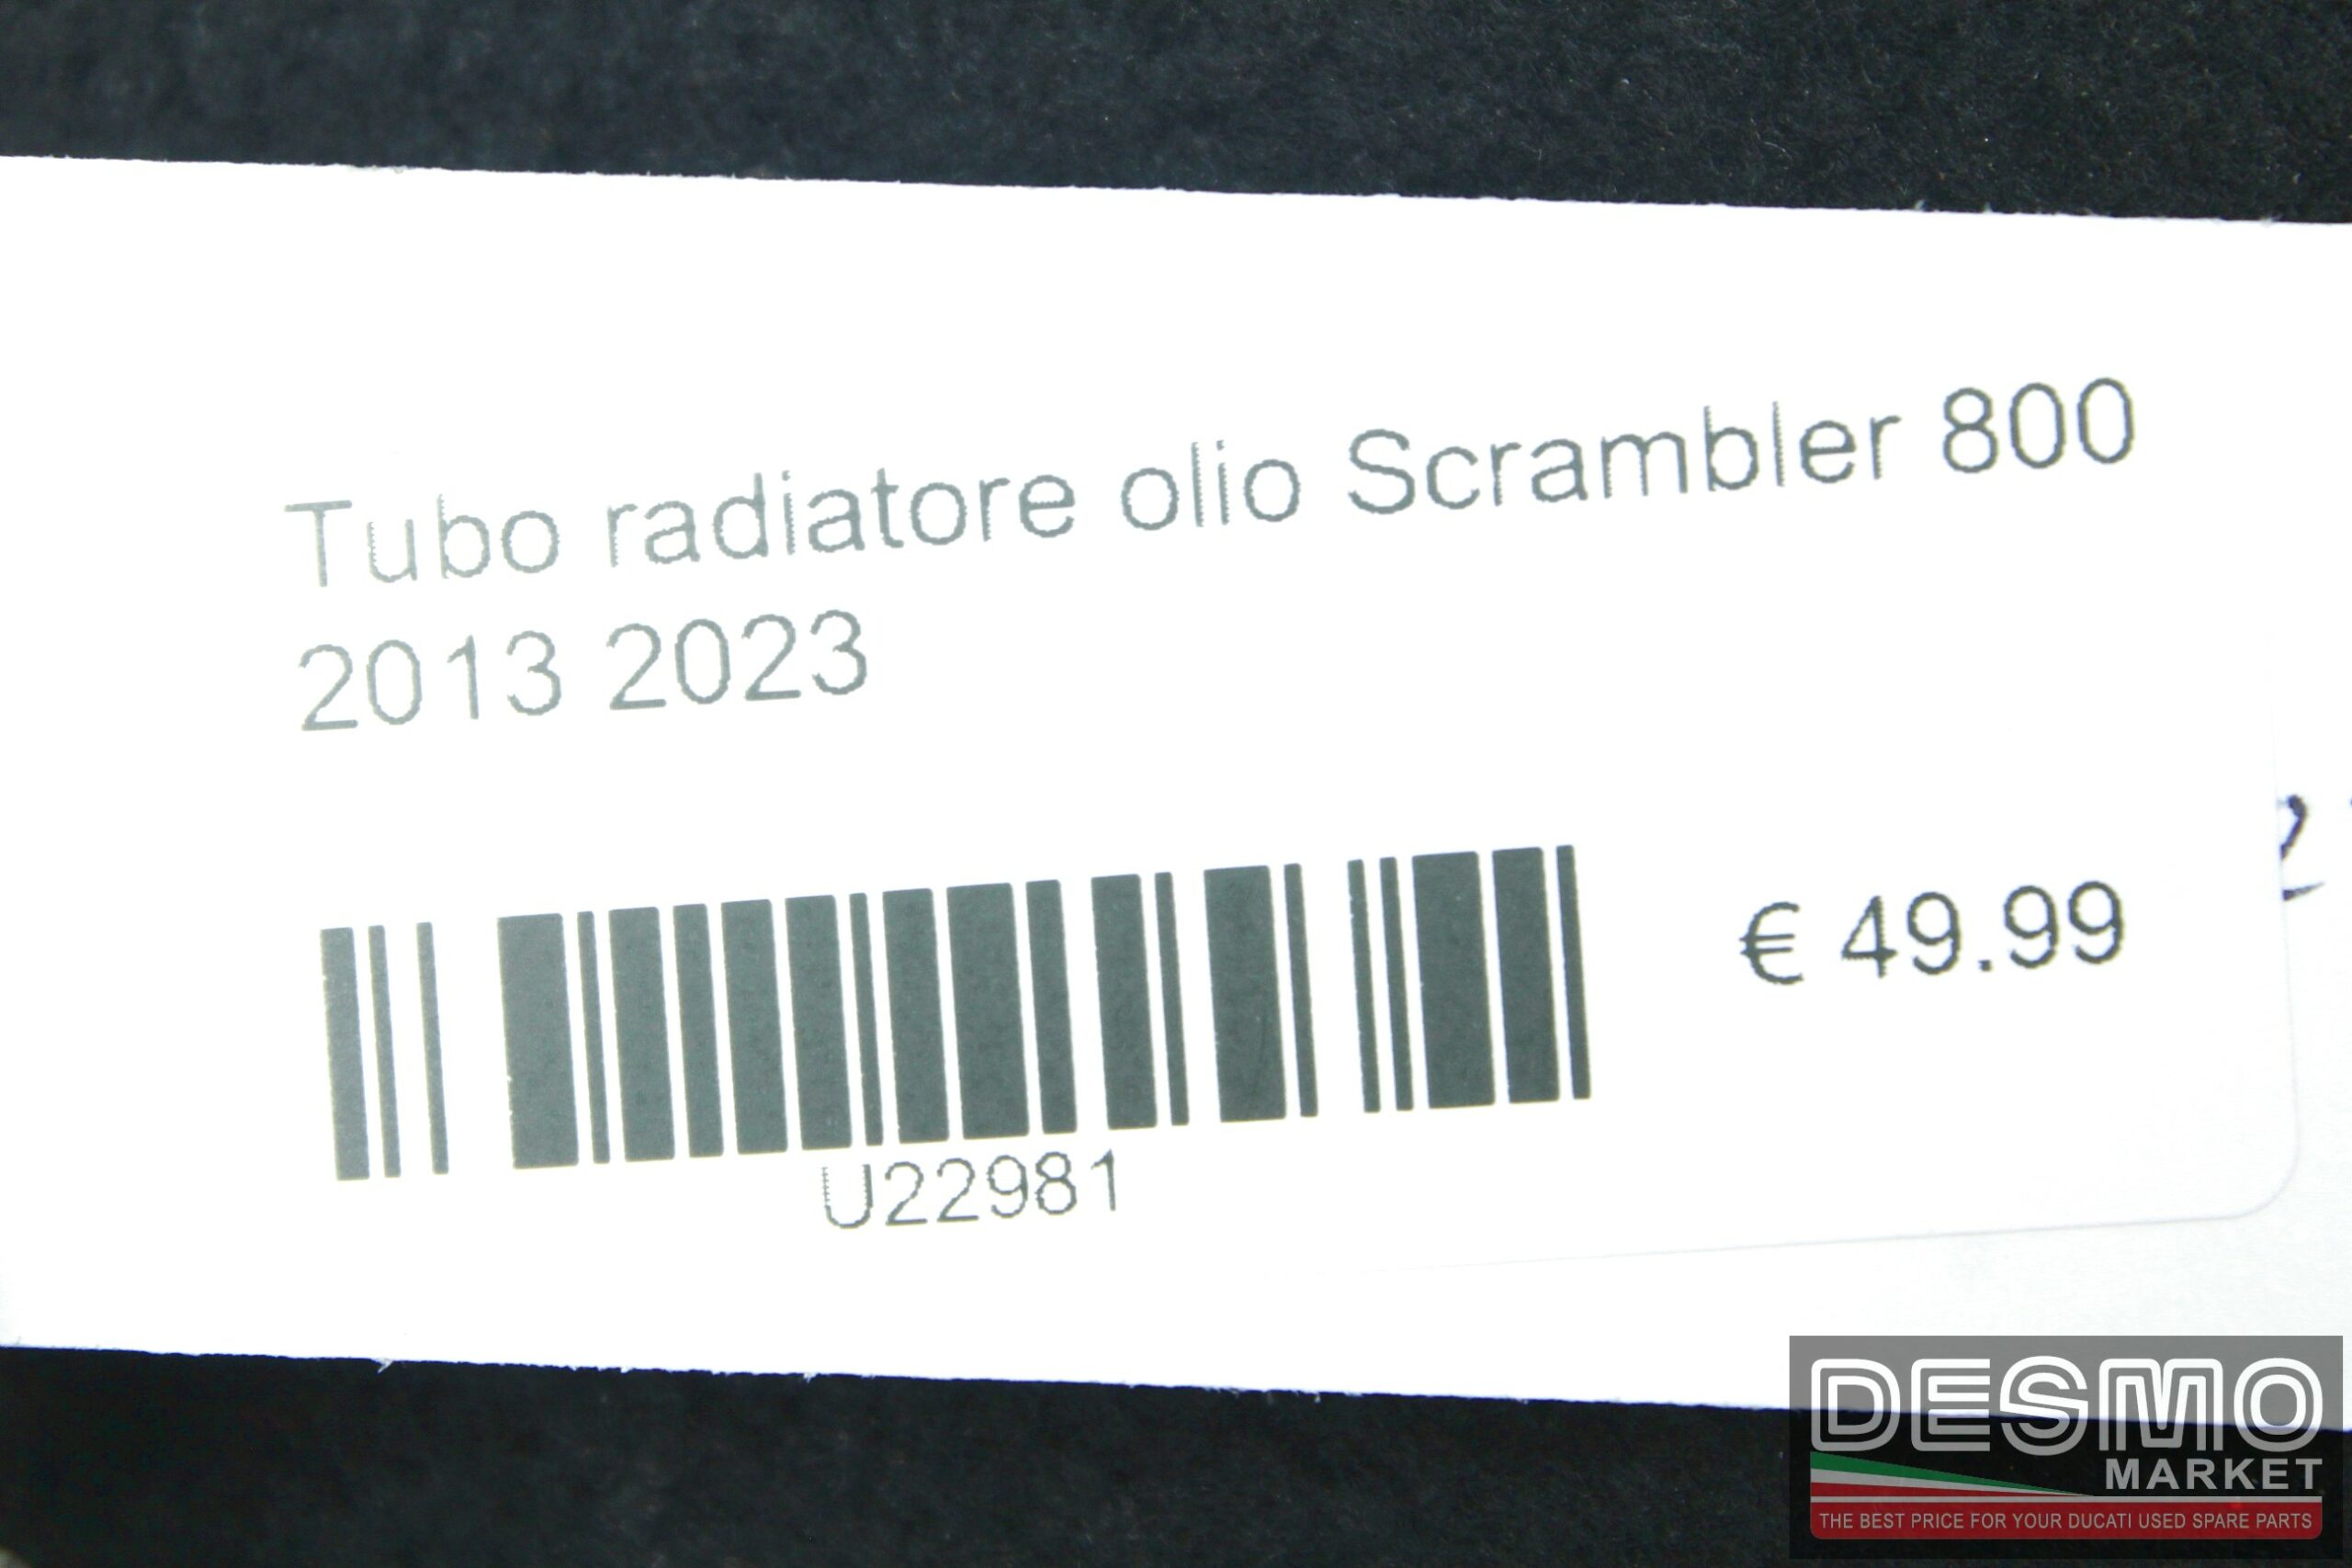 Tubo radiatore olio Scrambler 800
2013 2023
€ 49.99
U22981
DESMO
MARKET
THE BEST PRICE FOR YOUR DUCATI USED SPARE PARTS